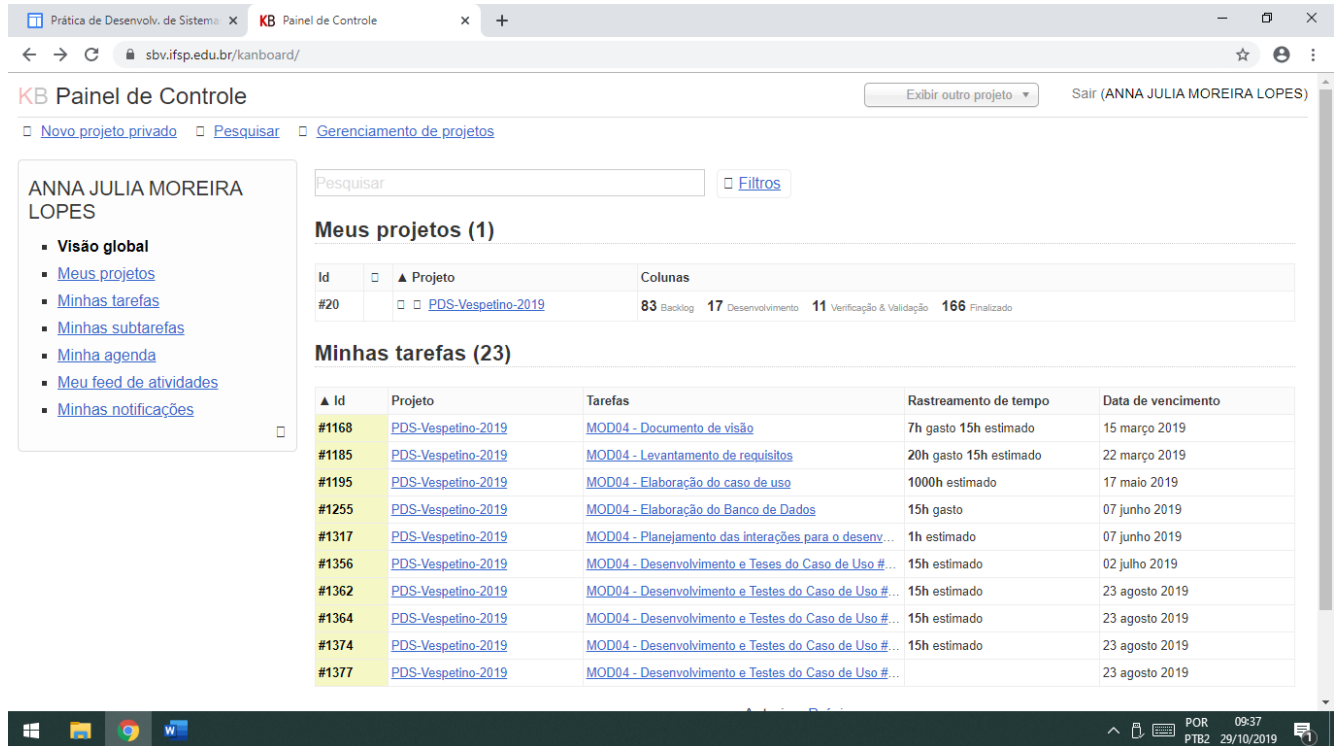 Prática de Desenvolv. de Sistema
KB Painel de Controle
sbv.ifsp.edu.br/kanboard/
KB Painel de Controle
Exibir outro projeto
Sair (ANNA JULIA MOREIRA LOPES)
Novo projeto privado Pesquisar Gerenciamento de projetos
ANNA JULIA MOREIRA
LOPES
Visão global
Meus projetos
Minhas tarefas
Minhas subtarefas
Minha agenda
Meu feed de atividades
Minhas notificações
Pesquisar
Filtros
Meus projetos (1)
Id ▲ Projeto Colunas
#20 PDS-Vespetino-2019 83 Backlog 17 Desenvolvimento 11 Verificação & Validação 166 Finalizado
Minhas tarefas (23)
▲ Id Projeto Tarefas Rastreamento de tempo Data de vencimento
#1168 PDS-Vespetino-2019 MOD04 - Documento de visão 7h gasto 15h estimado 15 março 2019
#1185 PDS-Vespetino-2019 MOD04 - Levantamento de requisitos 20h gasto 15h estimado 22 março 2019
#1195 PDS-Vespetino-2019 MOD04 - Elaboração do caso de uso 1000h estimado 17 maio 2019
#1255 PDS-Vespetino-2019 MOD04 - Elaboração do Banco de Dados 15h gasto 07 junho 2019
#1317 PDS-Vespetino-2019 MOD04 - Planejamento das interações para o desenv... 1h estimado 07 junho 2019
#1356 PDS-Vespetino-2019 MOD04 - Desenvolvimento e Teses do Caso de Uso #... 15h estimado 02 julho 2019
#1362 PDS-Vespetino-2019 MOD04 - Desenvolvimento e Testes do Caso de Uso #... 15h estimado 23 agosto 2019
#1364 PDS-Vespetino-2019 MOD04 - Desenvolvimento e Testes do Caso de Uso #... 15h estimado 23 agosto 2019
#1374 PDS-Vespetino-2019 MOD04 - Desenvolvimento e Testes do Caso de Uso #... 15h estimado 23 agosto 2019
#1377 PDS-Vespetino-2019 MOD04 - Desenvolvimento e Testes do Caso de Uso #... 23 agosto 2019
POR 09:37
PTB2 29/10/2019
1